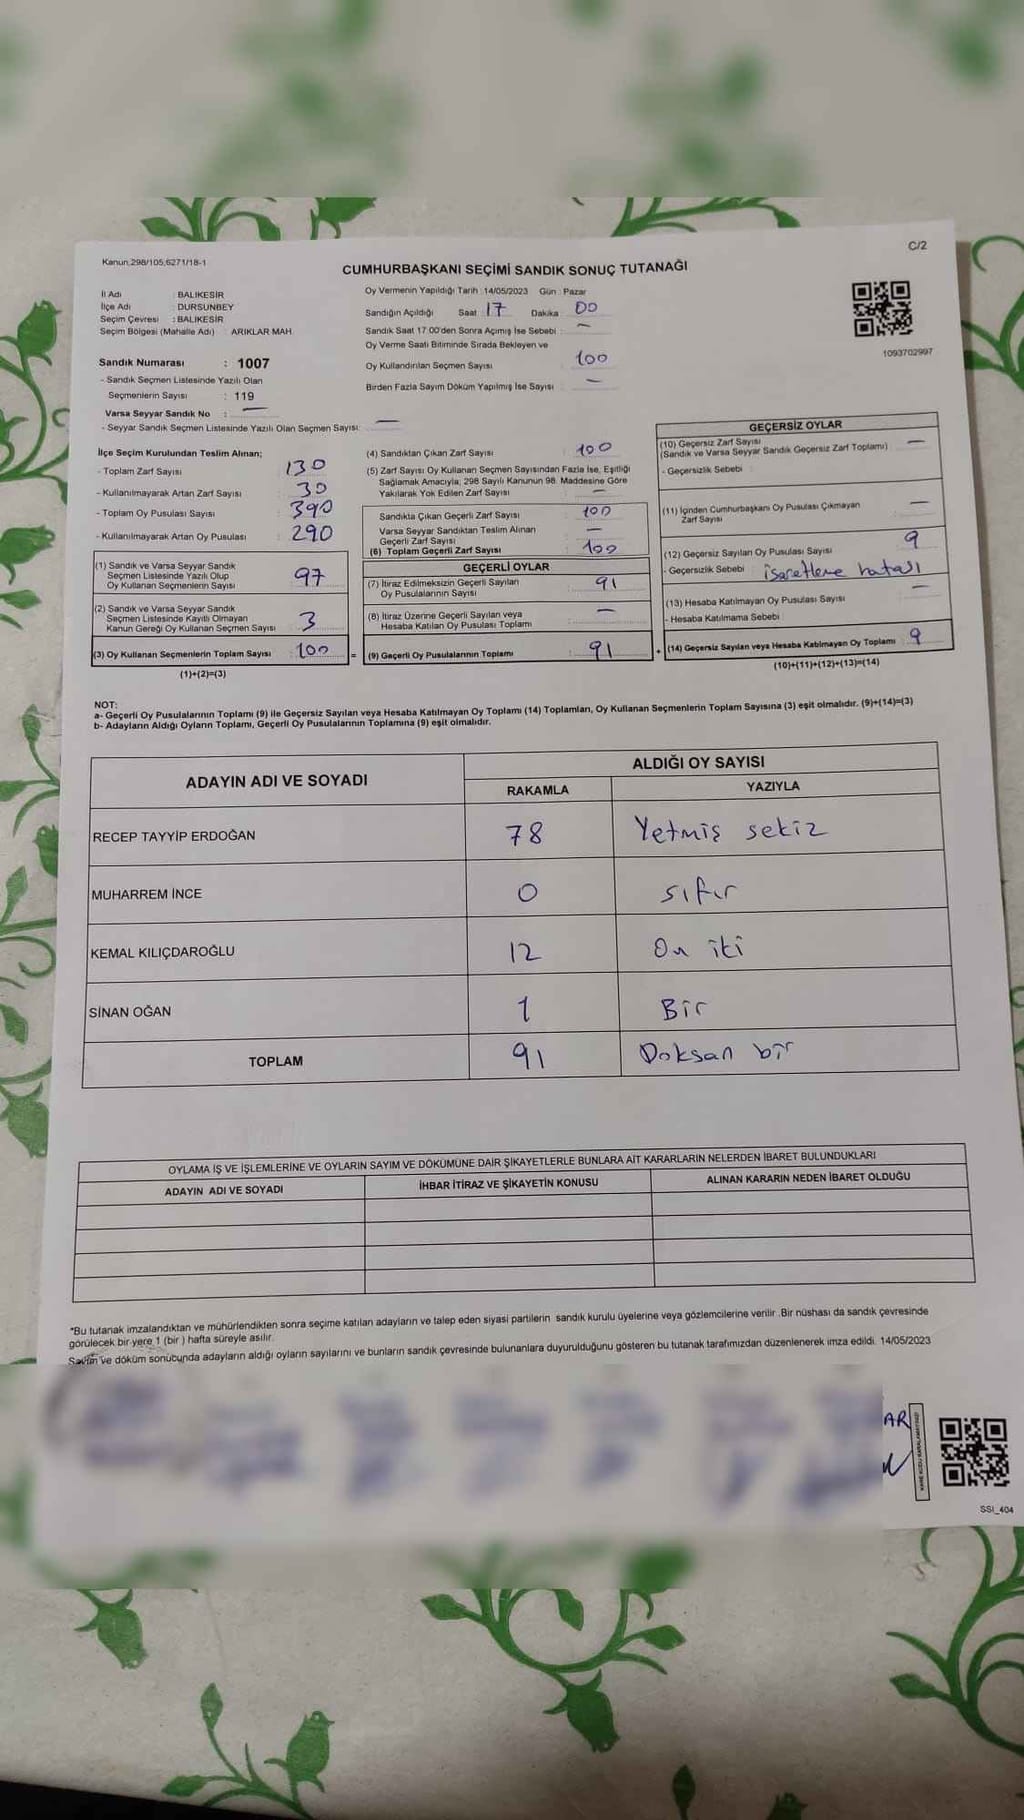 Kanun.298/105,6271/18-1
C/2
CUMHURBAŞKANI SEÇİMİ SANDIK SONUÇ TUTANAĞI
İl Adı : BALIKESİR
İlçe Adı : DURSUNBEY
Seçim Çevresi : BALIKESİR
Seçim Bölgesi (Mahalle Adı) : ARIKLAR MAH.
Sandık Numarası : 1007
- Sandık Seçmen Listesinde Yazılı Olan
Seçmenlerin Sayısı : 119
Varsa Seyyar Sandık No : —
- Seyyar Sandık Seçmen Listesinde Yazılı Olan Seçmen Sayısı: —
Oy Vermenin Yapıldığı Tarih :14/05/2023 Gün : Pazar
Sandığın Açıldığı Saat : 17 Dakika : 00
Sandık Saat 17.00'den Sonra Açımış İse Sebebi : —
Oy Verme Saati Bitiminde Sırada Bekleyen ve
Oy Kullandırılan Seçmen Sayısı : 100
Birden Fazla Sayım Döküm Yapılmış İse Sayısı : —
1093702997
İlçe Seçim Kurulundan Teslim Alınan;
- Toplam Zarf Sayısı : 130
- Kullanılmayarak Artan Zarf Sayısı : 30
- Toplam Oy Pusulası Sayısı : 390
- Kullanılmayarak Artan Oy Pusulası : 290
(1) Sandık ve Varsa Seyyar Sandık
Seçmen Listesinde Yazılı Olup
Oy Kullanan Seçmenlerin Sayısı : 97
(2) Sandık ve Varsa Seyyar Sandık
Seçmen Listesinde Kayıtlı Olmayan
Kanun Gereği Oy Kullanan Seçmen Sayısı : 3
(3) Oy Kullanan Seçmenlerin Toplam Sayısı : 100 =
(1)+(2)=(3)
(4) Sandıktan Çıkan Zarf Sayısı : 100
(5) Zarf Sayısı Oy Kullanan Seçmen Sayısından Fazla İse, Eşitliği
Sağlamak Amacıyla, 298 Sayılı Kanunun 98. Maddesine Göre
Yakılarak Yok Edilen Zarf Sayısı : —
Sandıkta Çıkan Geçerli Zarf Sayısı : 100
Varsa Seyyar Sandıktan Teslim Alınan
Geçerli Zarf Sayısı : —
(6) Toplam Geçerli Zarf Sayısı : 100
GEÇERLİ OYLAR
(7) İtiraz Edilmeksizin Geçerli Sayılan
Oy Pusulalarının Sayısı : 91
(8) İtiraz Üzerine Geçerli Sayılan veya
Hesaba Katılan Oy Pusulası Toplamı : —
(9) Geçerli Oy Pusulalarının Toplamı : 91 +
GEÇERSİZ OYLAR
(10) Geçersiz Zarf Sayısı : —
(Sandık ve Varsa Seyyar Sandık Geçersiz Zarf Toplamı)
- Geçersizlik Sebebi :
(11) İçinden Cumhurbaşkanı Oy Pusulası Çıkmayan
Zarf Sayısı : —
(12) Geçersiz Sayılan Oy Pusulası Sayısı : 9
- Geçersizlik Sebebi : işaretleme hatası
(13) Hesaba Katılmayan Oy Pusulası Sayısı : —
- Hesaba Katılmama Sebebi :
(14) Geçersiz Sayılan veya Hesaba Katılmayan Oy Toplamı : 9
(10)+(11)+(12)+(13)=(14)
NOT:
a- Geçerli Oy Pusulalarının Toplamı (9) ile Geçersiz Sayılan veya Hesaba Katılmayan Oy Toplamı (14) Toplamları, Oy Kullanan Seçmenlerin Toplam Sayısına (3) eşit olmalıdır. (9)+(14)=(3)
b- Adayların Aldığı Oyların Toplamı, Geçerli Oy Pusulalarının Toplamına (9) eşit olmalıdır.
ADAYIN ADI VE SOYADI
ALDIĞI OY SAYISI
RAKAMLA YAZIYLA
RECEP TAYYİP ERDOĞAN 78 Yetmiş sekiz
MUHARREM İNCE 0 sıfır
KEMAL KILIÇDAROĞLU 12 On iki
SİNAN OĞAN 1 Bir
TOPLAM 91 Doksan bir
OYLAMA İŞ VE İŞLEMLERİNE VE OYLARIN SAYIM VE DÖKÜMÜNE DAİR ŞİKAYETLERLE BUNLARA AİT KARARLARIN NELERDEN İBARET BULUNDUKLARI
ADAYIN ADI VE SOYADI İHBAR İTİRAZ VE ŞİKAYETİN KONUSU ALINAN KARARIN NEDEN İBARET OLDUĞU
*Bu tutanak imzalandıktan ve mühürlendikten sonra seçime katılan adayların ve talep eden siyasi partilerin sandık kurulu üyelerine veya gözlemcilerine verilir .Bir nüshası da sandık çevresinde
görülecek bir yere 1 (bir ) hafta süreyle asılır.
Sayım ve döküm sonucunda adayların aldığı oyların sayılarını ve bunların sandık çevresinde bulunanlara duyurulduğunu gösteren bu tutanak tarafımızdan düzenlenerek imza edildi. 14/05/2023
AR
SSI_404